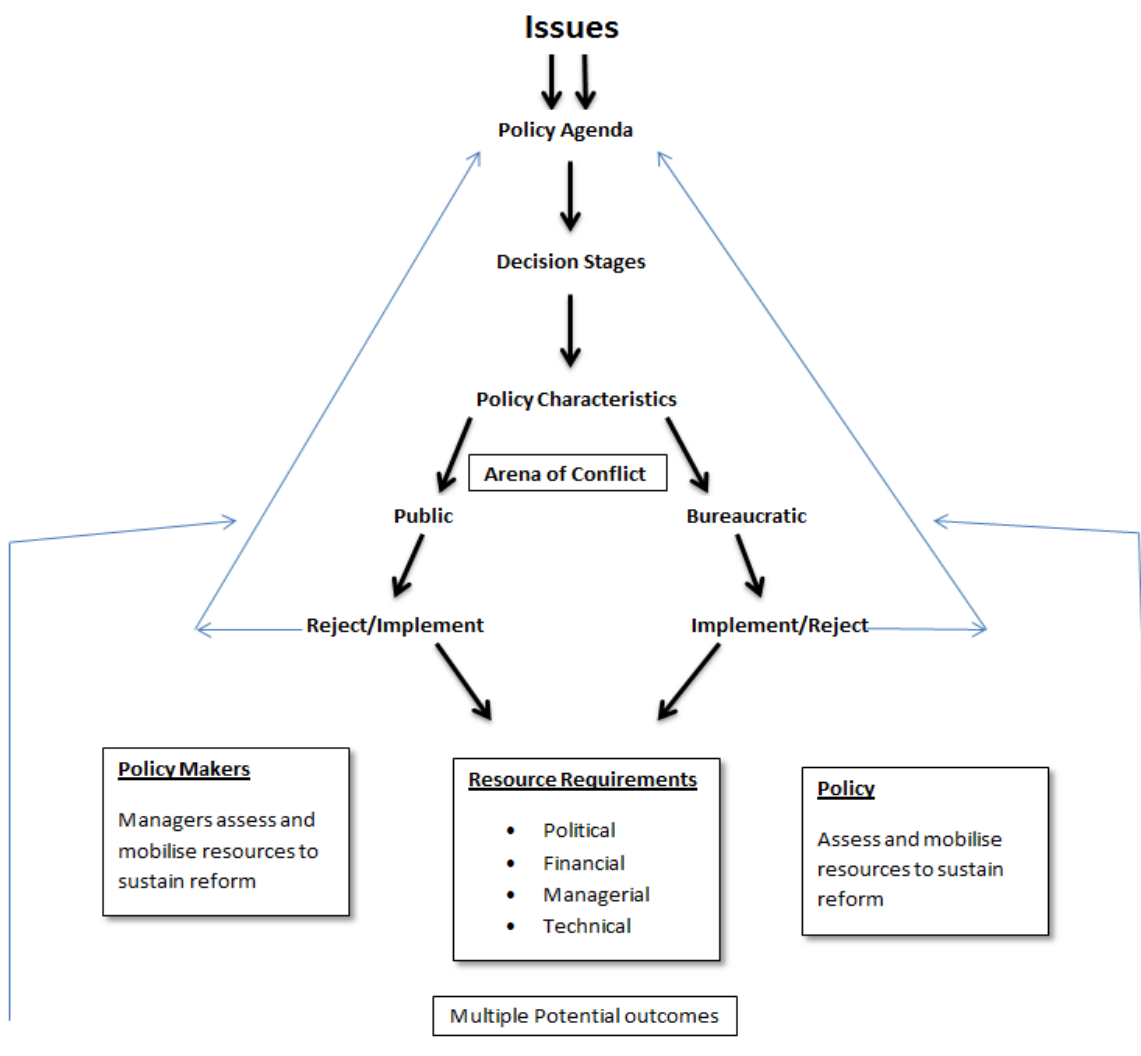 Issues
Policy Agenda
Decision Stages
Policy Characteristics
Arena of Conflict
Public
Bureaucratic
Reject/Implement
Implement/Reject
Policy Makers
Managers assess and
mobilise resources to
sustain reform
Resource Requirements
• Political
• Financial
• Managerial
• Technical
Policy
Assess and mobilise
resources to sustain
reform
Multiple Potential outcomes